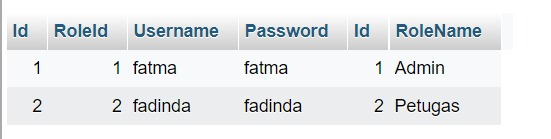 Id RoleId Username Password Id RoleName
1 1 fatma fatma 1 Admin
2 2 fadinda fadinda 2 Petugas